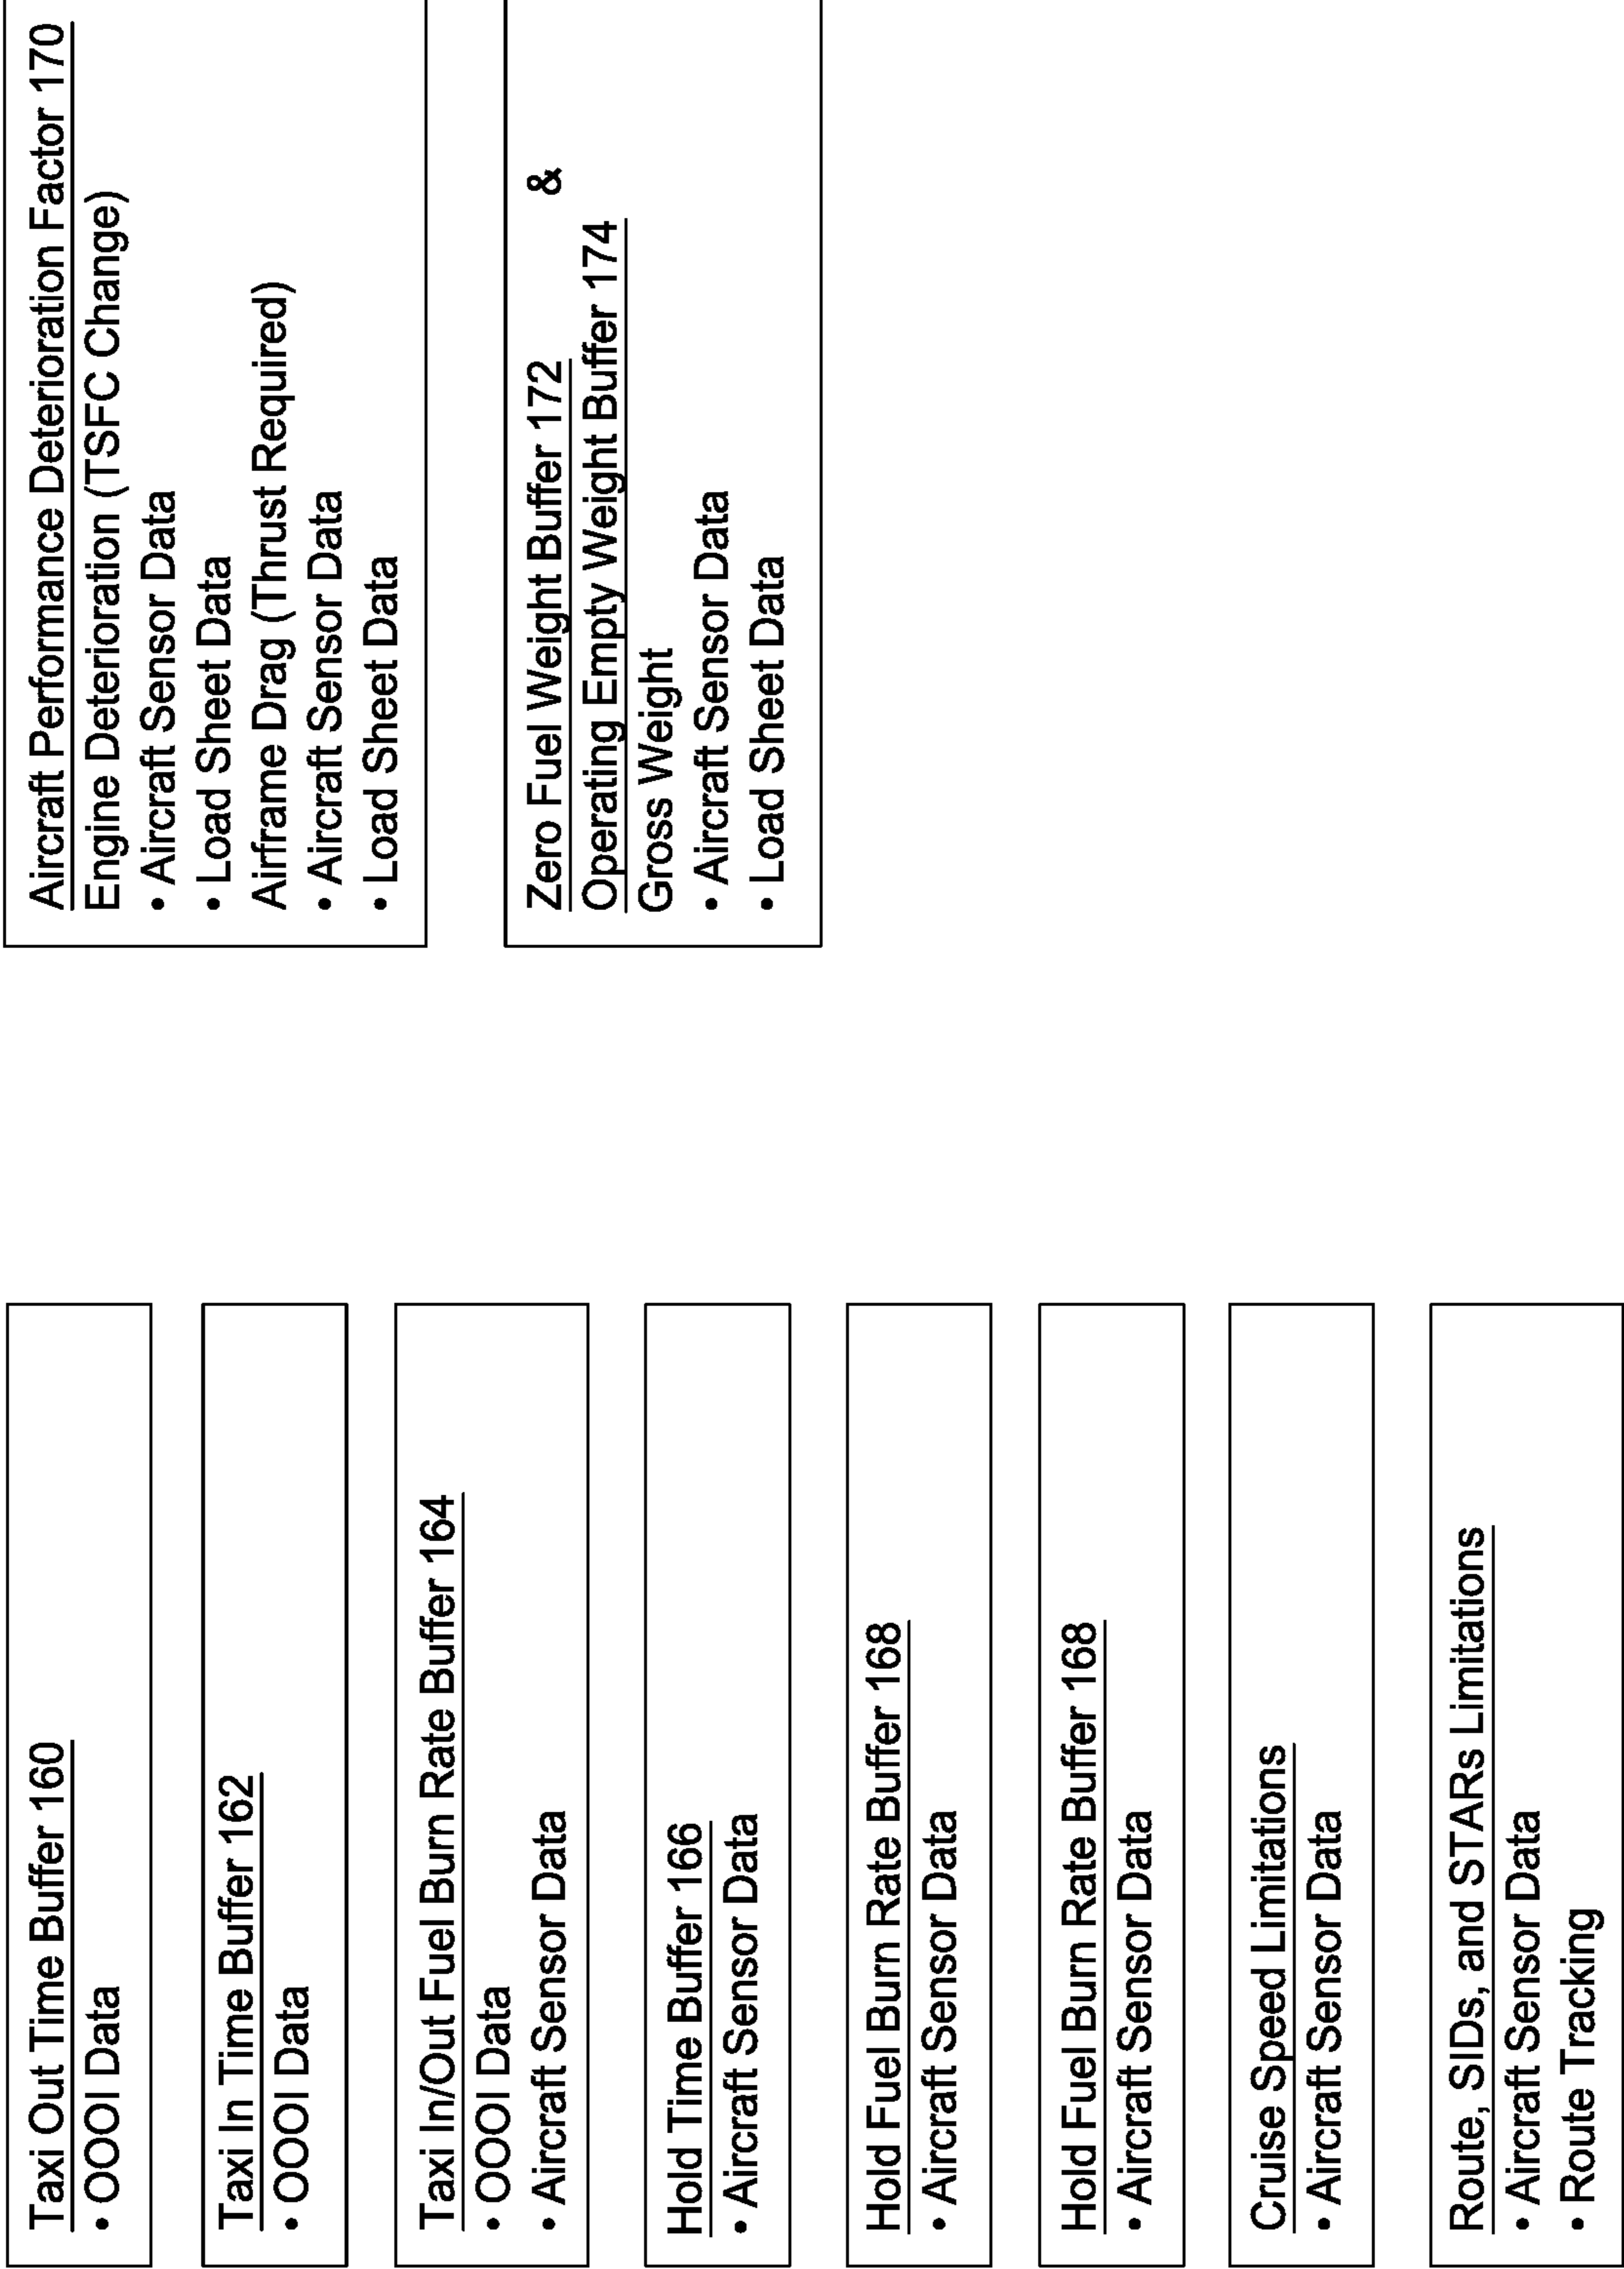 Taxi Out Time Buffer 160
• OOOI Data
Taxi In Time Buffer 162
• OOOI Data
Taxi In/Out Fuel Burn Rate Buffer 164
• OOOI Data
• Aircraft Sensor Data
Hold Time Buffer 166
• Aircraft Sensor Data
Hold Fuel Burn Rate Buffer 168
• Aircraft Sensor Data
Hold Fuel Burn Rate Buffer 168
• Aircraft Sensor Data
Cruise Speed Limitations
• Aircraft Sensor Data
Route, SIDs, and STARs Limitations
• Aircraft Sensor Data
• Route Tracking
Aircraft Performance Deterioration Factor 170
Engine Deterioration (TSFC Change)
• Aircraft Sensor Data
• Load Sheet Data
Airframe Drag (Thrust Required)
• Aircraft Sensor Data
• Load Sheet Data
Zero Fuel Weight Buffer 172 &
Operating Empty Weight Buffer 174
Gross Weight
• Aircraft Sensor Data
• Load Sheet Data